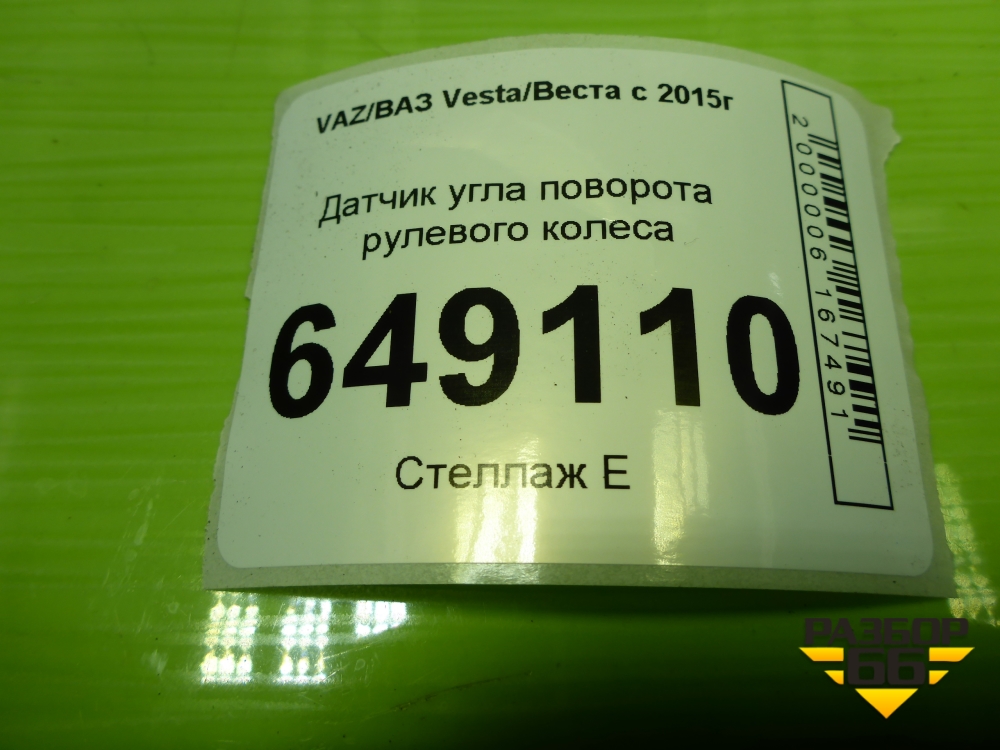 VAZ/ВАЗ Vesta/Веста с 2015г
Датчик угла поворота
рулевого колеса
649110
Стеллаж Е
2000006167491
РАЗБОР
66